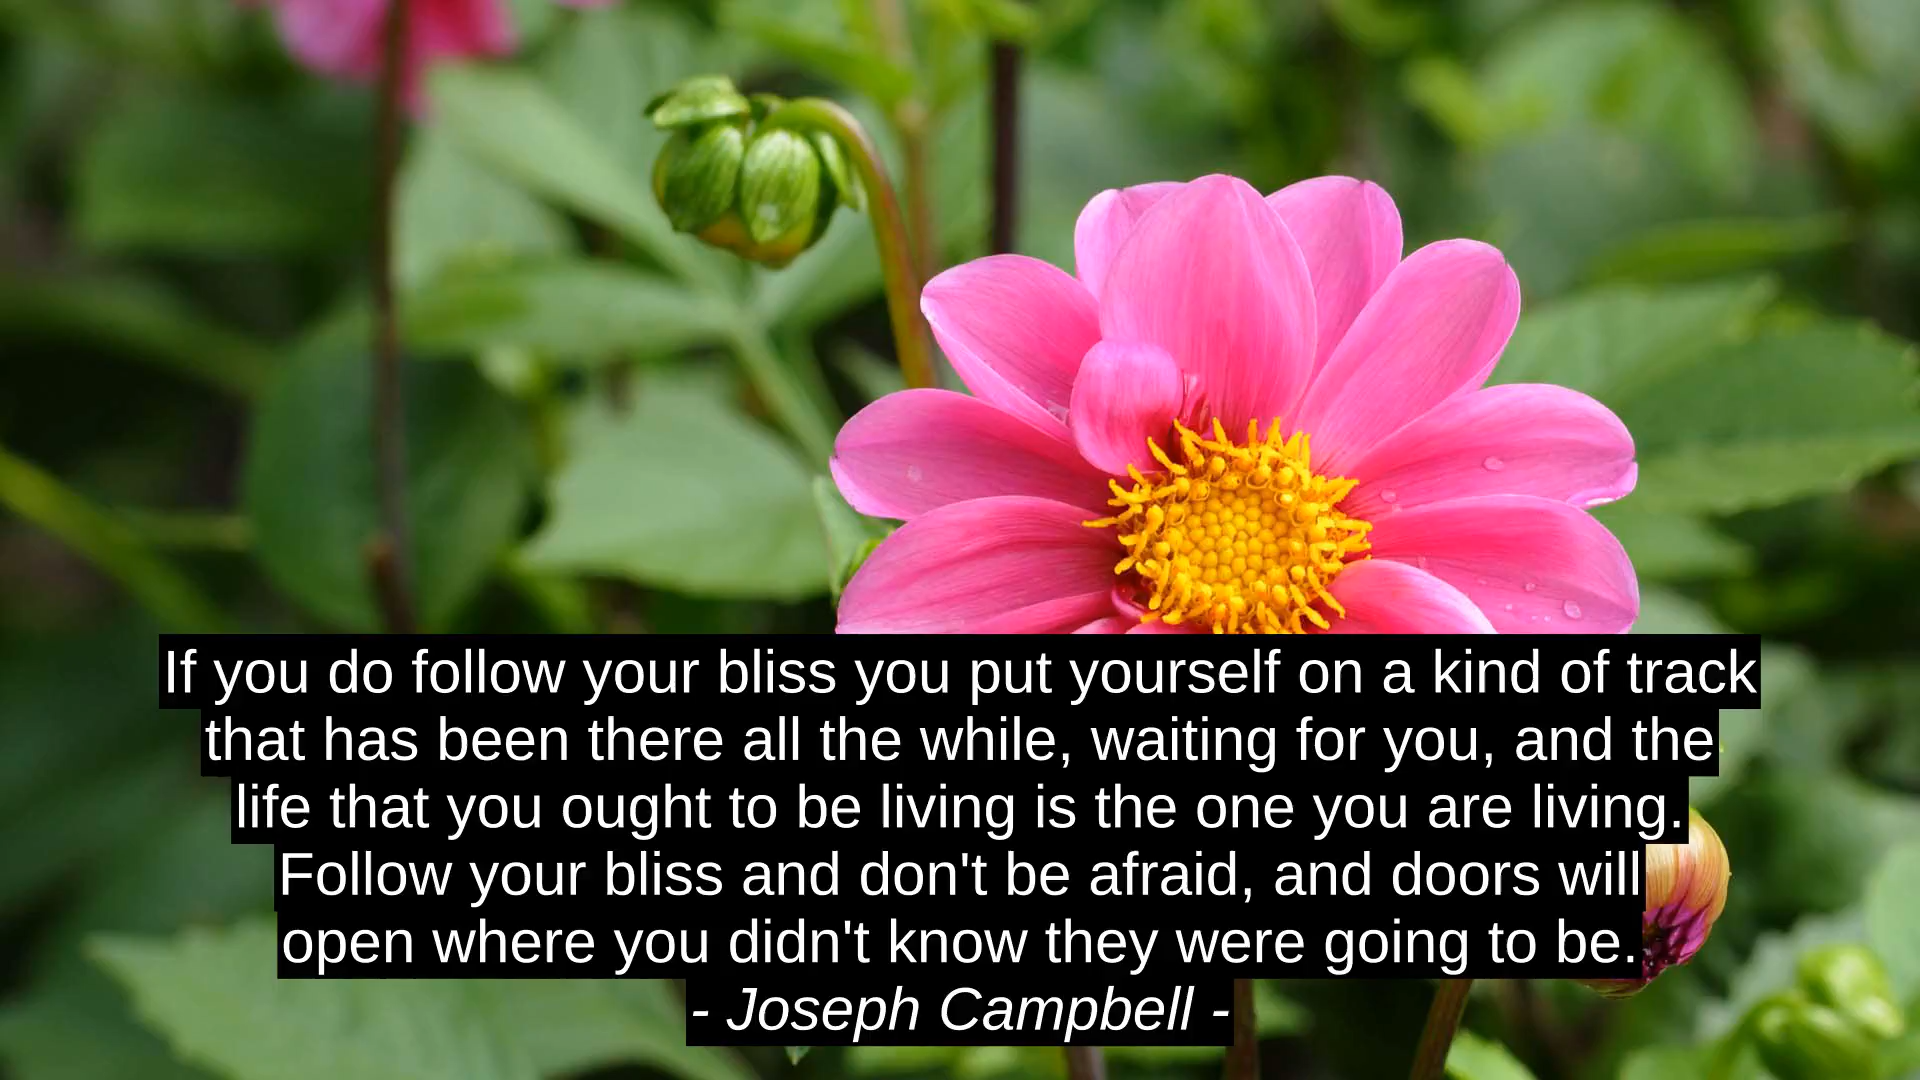 If you do follow your bliss you put yourself on a kind of track
that has been there all the while, waiting for you, and the
life that you ought to be living is the one you are living.
Follow your bliss and don't be afraid, and doors will
open where you didn't know they were going to be.
- Joseph Campbell -